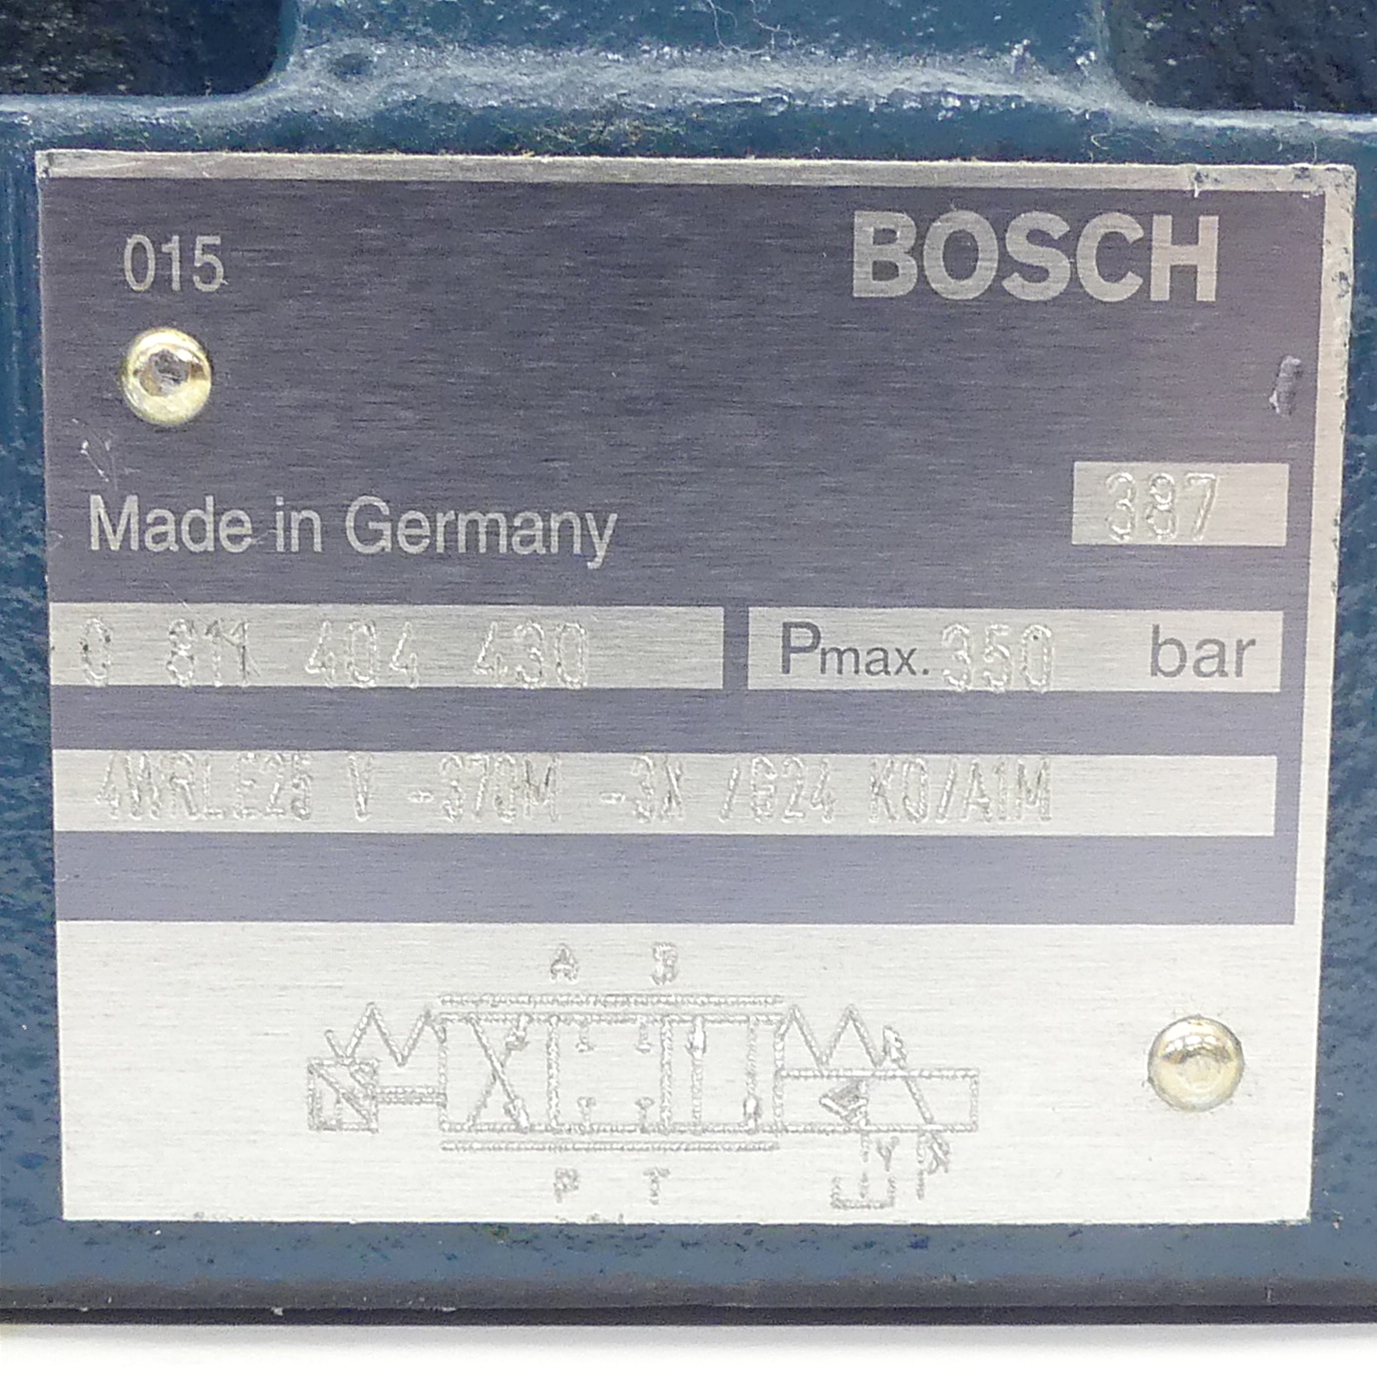 015 BOSCH
387
Made in Germany
0 811 404 430 Pmax. 350 bar
4WRLE25 V -370M -3X /G24 K0/A1M
A B
P T
X Y